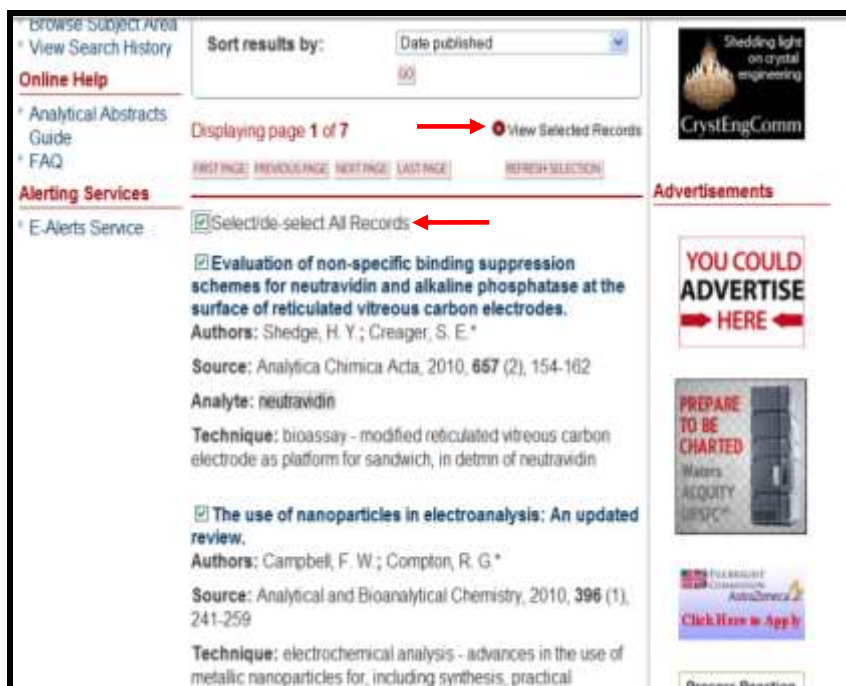 Browse Subject Area
View Search History
Online Help
Analytical Abstracts
Guide
FAQ
Alerting Services
E-Alerts Service
Sort results by:
Date published
GO
Displaying page 1 of 7
View Selected Records
FIRST PAGE PREVIOUS PAGE NEXT PAGE LAST PAGE REFRESH SELECTION
Select/de-select All Records
Evaluation of non-specific binding suppression
schemes for neutravidin and alkaline phosphatase at the
surface of reticulated vitreous carbon electrodes.
Authors: Shedge, H. Y.; Creager, S. E.*
Source: Analytica Chimica Acta, 2010, 657 (2), 154-162
Analyte: neutravidin
Technique: bioassay - modified reticulated vitreous carbon
electrode as platform for sandwich, in detmn of neutravidin
The use of nanoparticles in electroanalysis: An updated
review.
Authors: Campbell, F. W.; Compton, R. G.*
Source: Analytical and Bioanalytical Chemistry, 2010, 396 (1),
241-259
Technique: electrochemical analysis - advances in the use of
metallic nanoparticles for, including synthesis, practical
Shedding light
on crystal
engineering
CrystEngComm
Advertisements
YOU COULD
ADVERTISE
HERE
PREPARE
TO BE
CHARTED
Waters
ACQUITY
UPSFC™
Fulbright
Commission
AstraZeneca
Click Here to Apply
Process Reaction